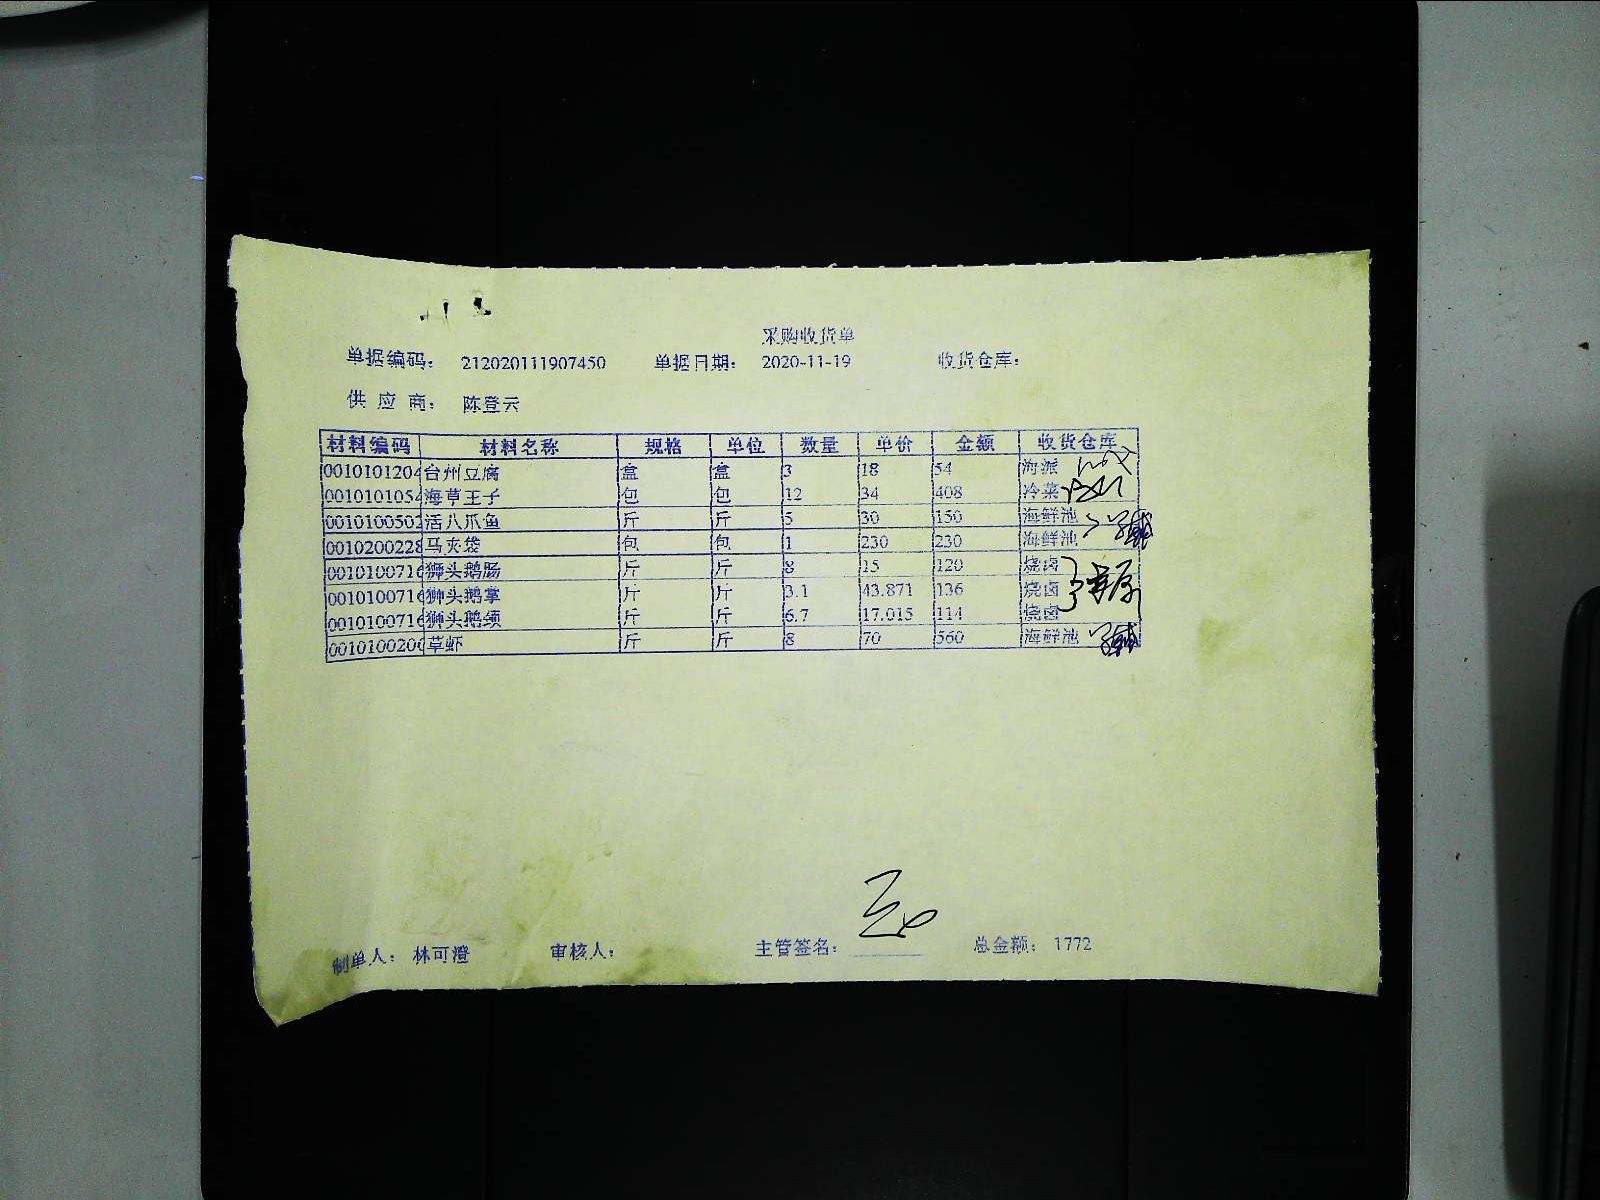 采购收货单
单据编码: 212020111907450 单据日期: 2020-11-19 收货仓库:
供应商: 陈登云
材料编码 材料名称 规格 单位 数量 单价 金额 收货仓库
0010101204 台州豆腐 盒 盒 3 18 54 海派
0010101054 海草王子 包 包 12 34 408 冷菜
0010100502 活八爪鱼 斤 斤 5 30 150 海鲜池
0010200228 马夹袋 包 包 1 230 230 海鲜池
001010071 狮头鹅肠 斤 斤 8 15 120 烧卤
001010071 狮头鹅掌 斤 斤 3.1 43.871 136 烧卤
001010071 狮头鹅颈 斤 斤 6.7 17.015 114 烧卤
001010020 草虾 斤 斤 8 70 560 海鲜池
制单人: 林可澄 审核人: 主管签名: 总金额: 1772